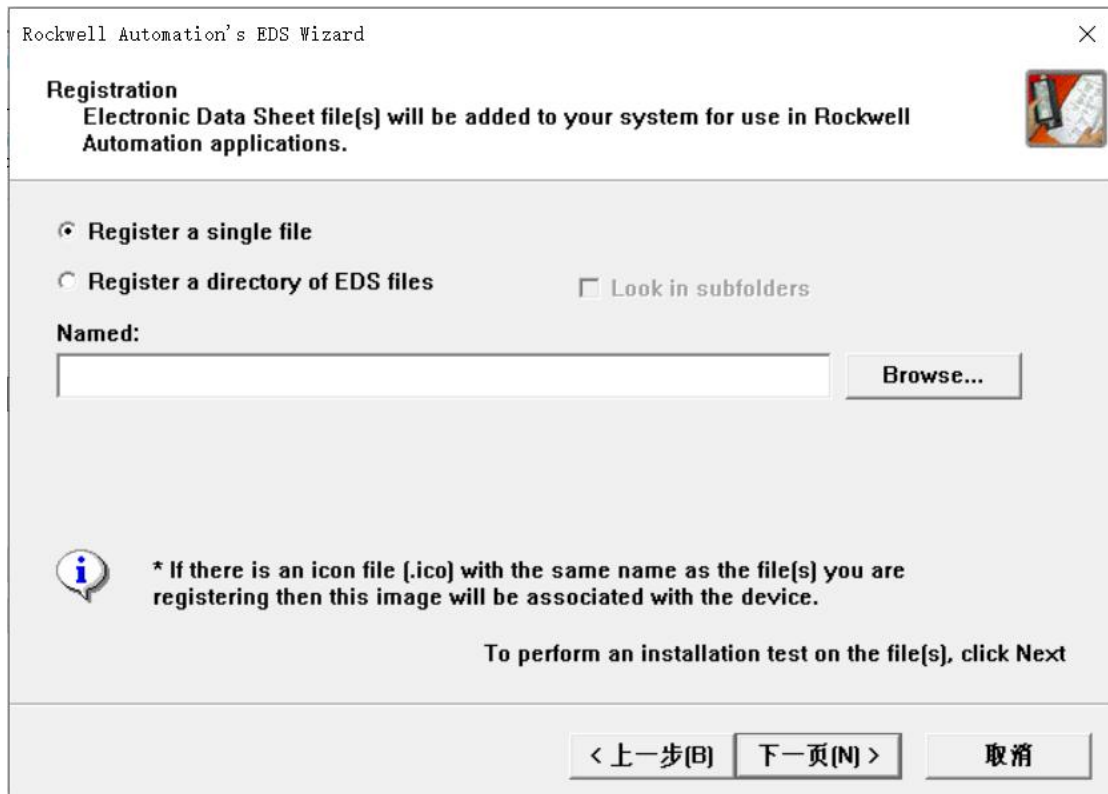 Rockwell Automation's EDS Wizard
Registration
Electronic Data Sheet file(s) will be added to your system for use in Rockwell
Automation applications.
Register a single file
Register a directory of EDS files
Look in subfolders
Named:
Browse...
* If there is an icon file (.ico) with the same name as the file(s) you are
registering then this image will be associated with the device.
To perform an installation test on the file(s), click Next
< 上一步(B)
下一页(N) >
取消